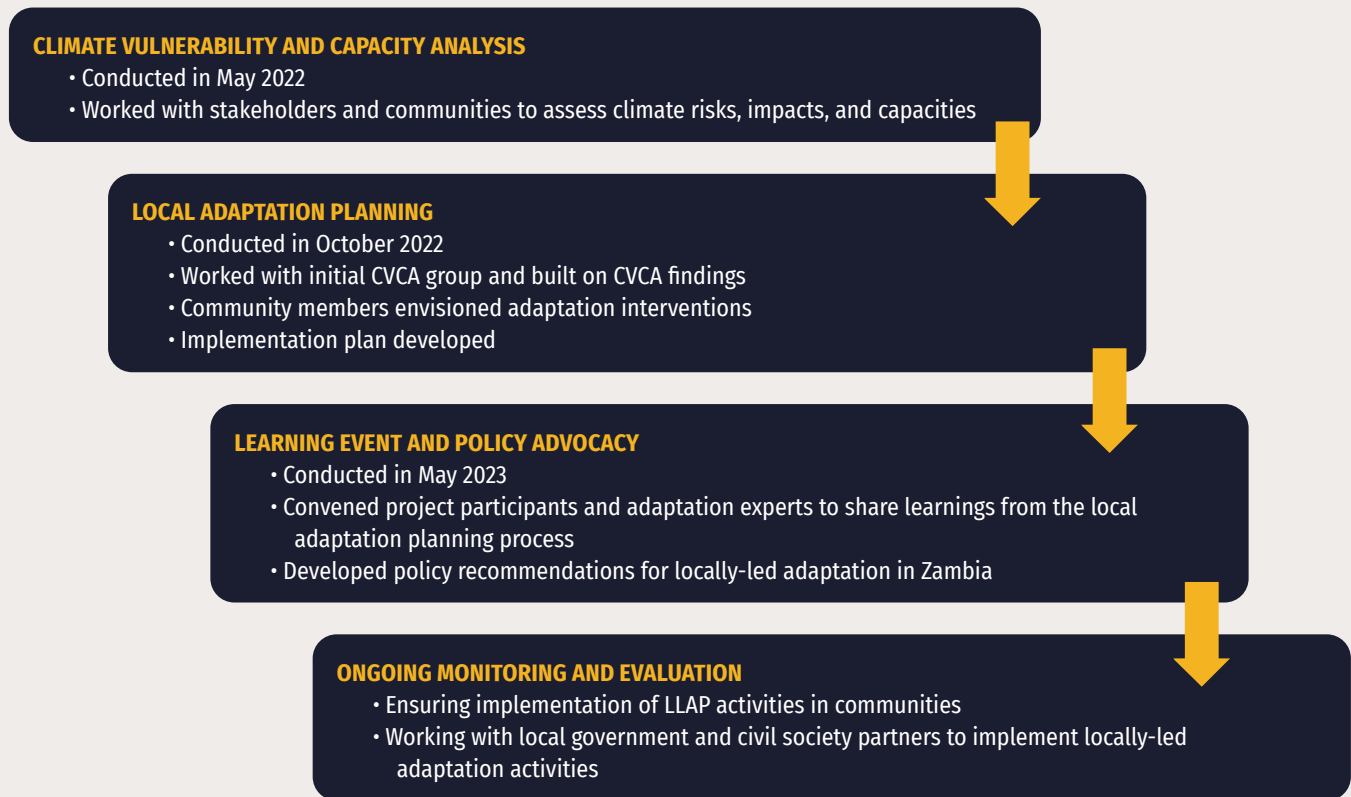 CLIMATE VULNERABILITY AND CAPACITY ANALYSIS
• Conducted in May 2022
• Worked with stakeholders and communities to assess climate risks, impacts, and capacities
LOCAL ADAPTATION PLANNING
• Conducted in October 2022
• Worked with initial CVCA group and built on CVCA findings
• Community members envisioned adaptation interventions
• Implementation plan developed
LEARNING EVENT AND POLICY ADVOCACY
• Conducted in May 2023
• Convened project participants and adaptation experts to share learnings from the local
adaptation planning process
• Developed policy recommendations for locally-led adaptation in Zambia
ONGOING MONITORING AND EVALUATION
• Ensuring implementation of LLAP activities in communities
• Working with local government and civil society partners to implement locally-led
adaptation activities